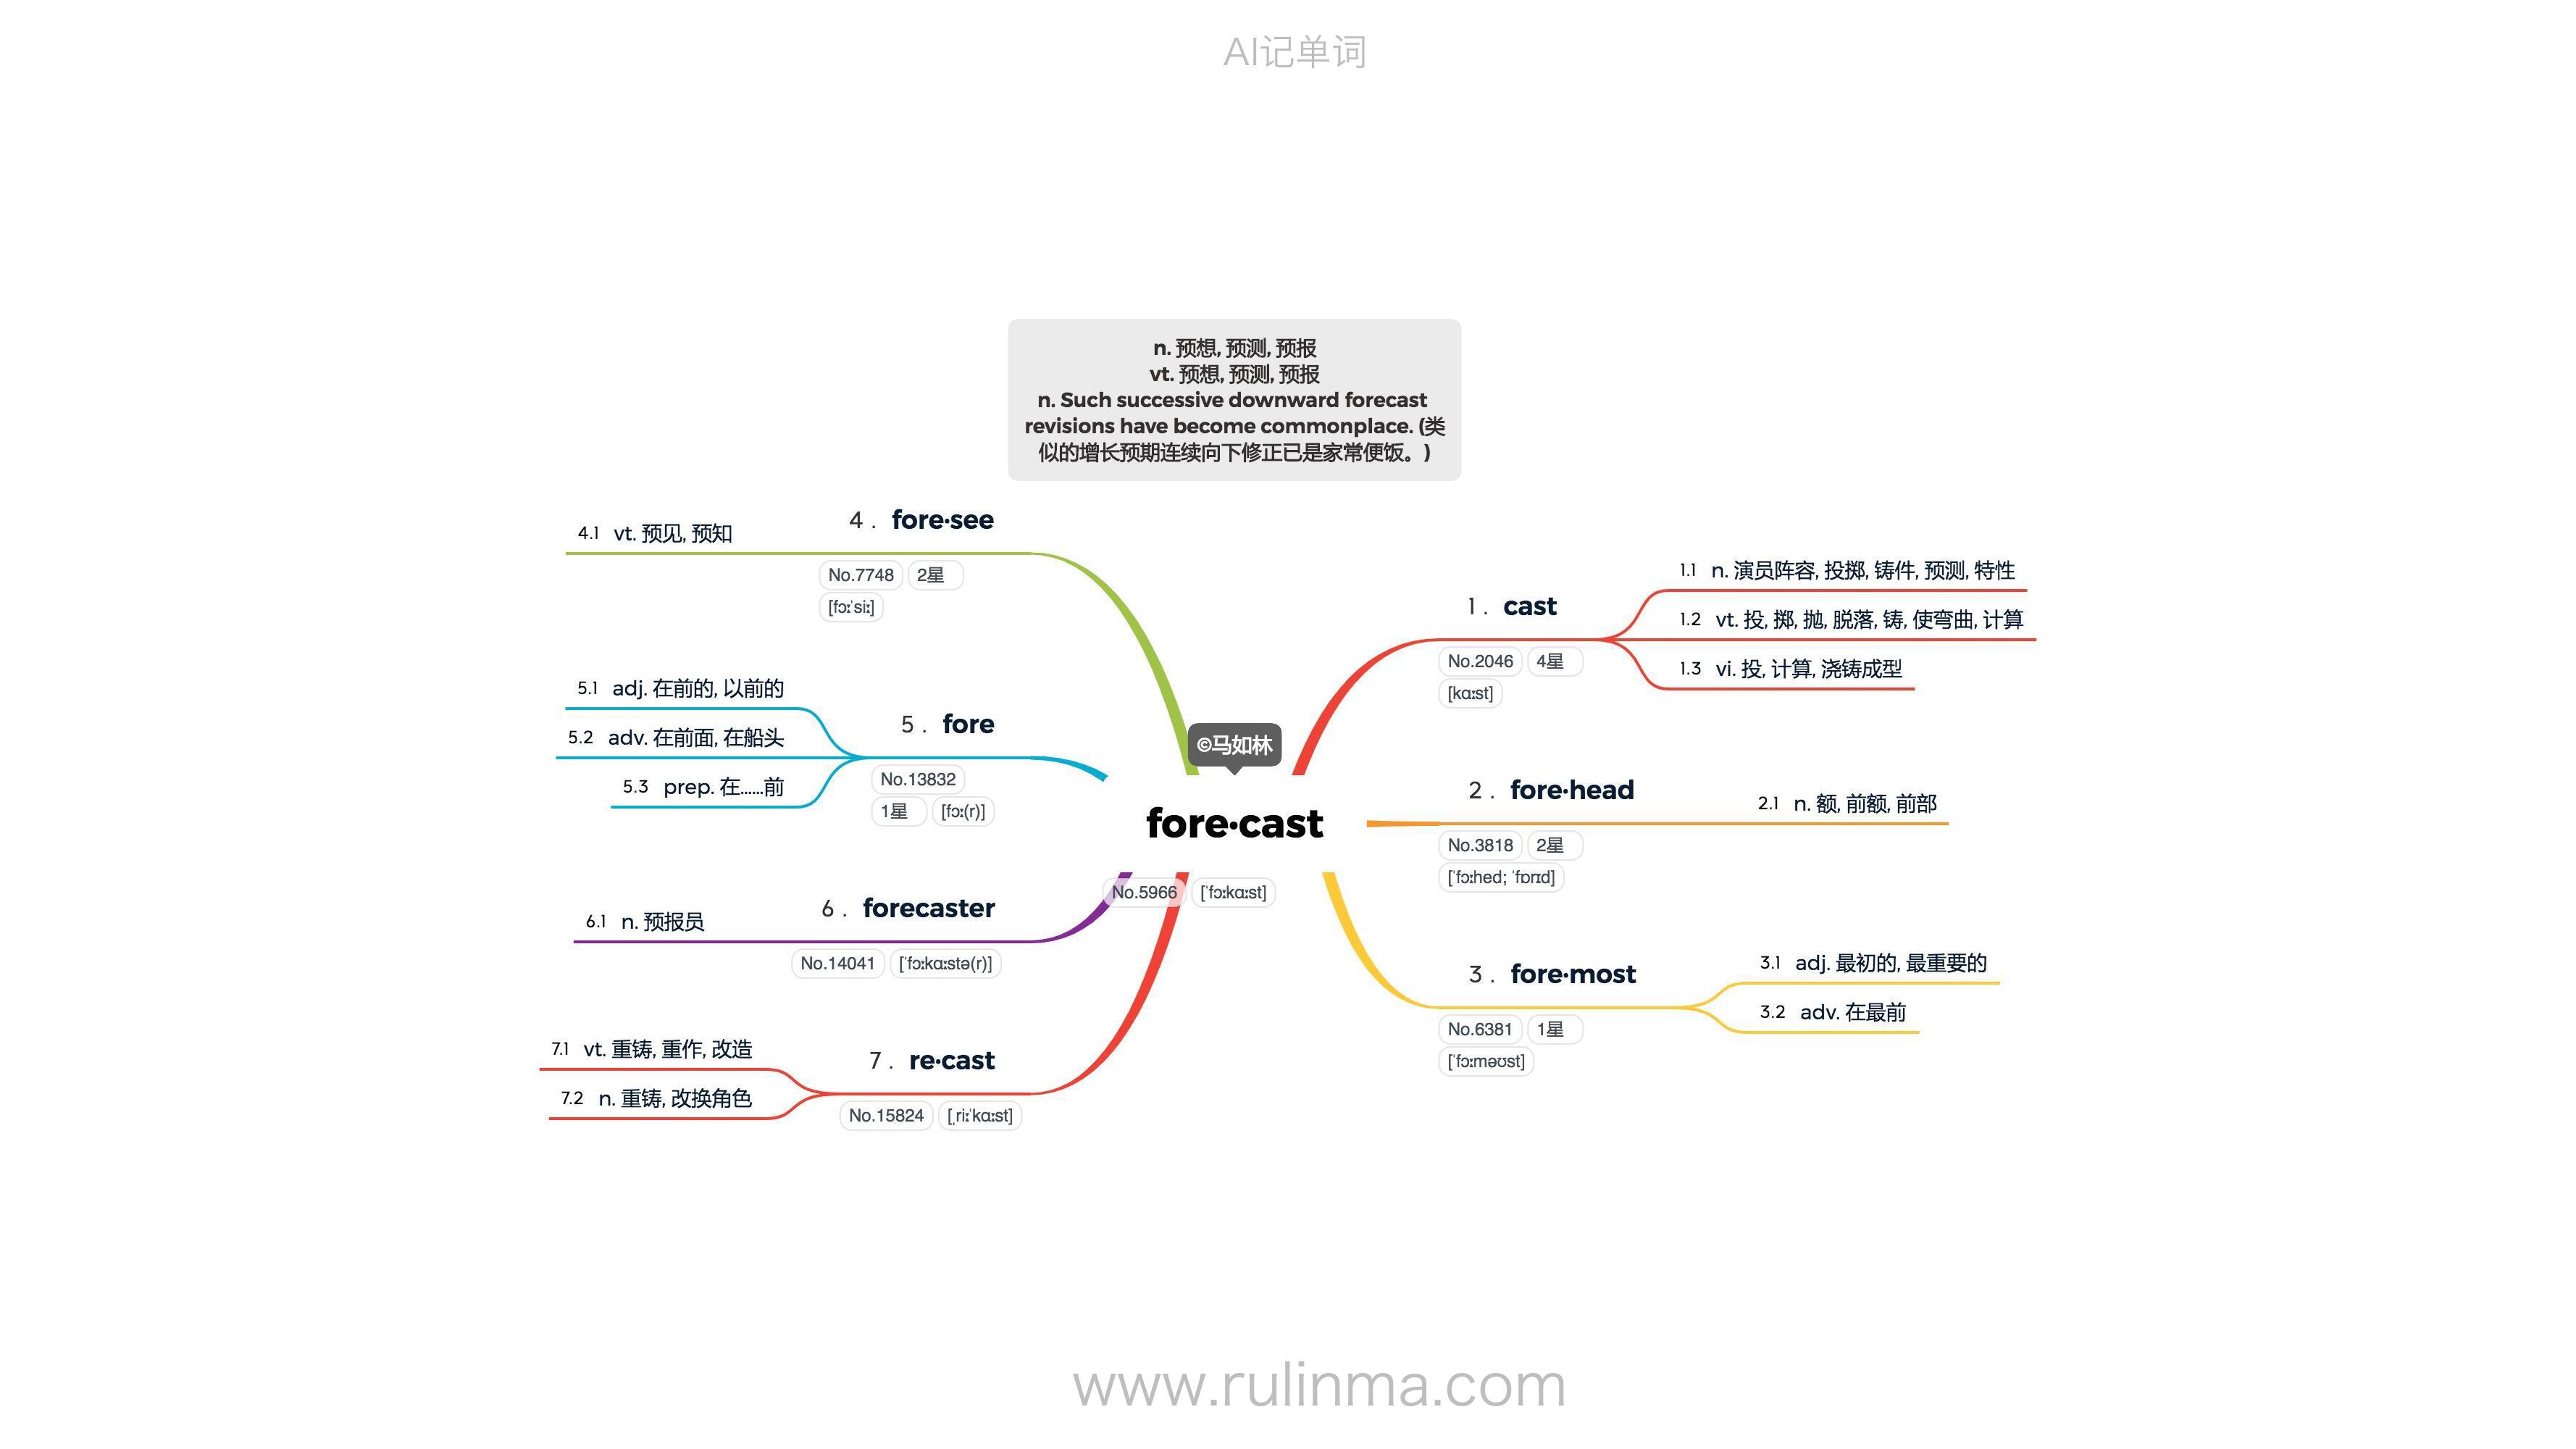 AI记单词
n. 预想, 预测, 预报
vt. 预想, 预测, 预报
n. Such successive downward forecast
revisions have become commonplace. (类
似的增长预期连续向下修正已是家常便饭。)
©马如林
fore·cast
No.5966 [ˈfɔːkɑːst]
1. cast
No.2046 4星
[kɑːst]
1.1 n. 演员阵容, 投掷, 铸件, 预测, 特性
1.2 vt. 投, 掷, 抛, 脱落, 铸, 使弯曲, 计算
1.3 vi. 投, 计算, 浇铸成型
2. fore·head
No.3818 2星
[ˈfɔːhed; ˈfɒrɪd]
2.1 n. 额, 前额, 前部
3. fore·most
No.6381 1星
[ˈfɔːməʊst]
3.1 adj. 最初的, 最重要的
3.2 adv. 在最前
4. fore·see
No.7748 2星
[fɔːˈsiː]
4.1 vt. 预见, 预知
5. fore
No.13832
1星 [fɔː(r)]
5.1 adj. 在前的, 以前的
5.2 adv. 在前面, 在船头
5.3 prep. 在……前
6. forecaster
No.14041 [ˈfɔːkɑːstə(r)]
6.1 n. 预报员
7. re·cast
No.15824 [ˌriːˈkɑːst]
7.1 vt. 重铸, 重作, 改造
7.2 n. 重铸, 改换角色
www.rulinma.com